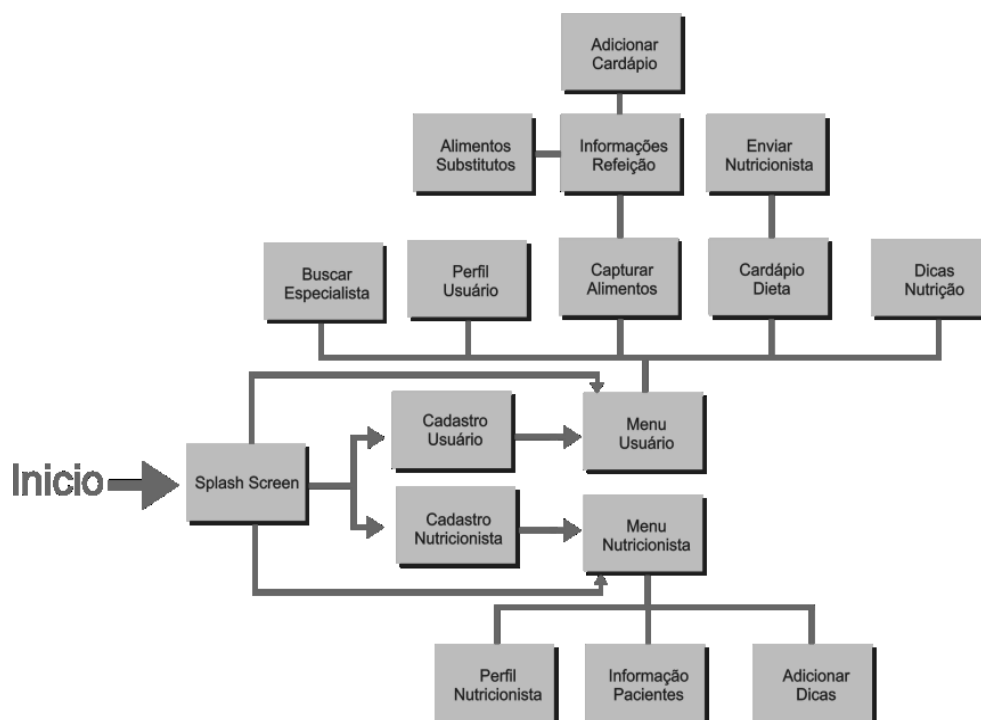 Adicionar
Cardápio
Alimentos
Substitutos
Informações
Refeição
Enviar
Nutricionista
Buscar
Especialista
Perfil
Usuário
Capturar
Alimentos
Cardápio
Dieta
Dicas
Nutrição
Cadastro
Usuário
Menu
Usuário
Inicio
Splash Screen
Cadastro
Nutricionista
Menu
Nutricionista
Perfil
Nutricionista
Informação
Pacientes
Adicionar
Dicas